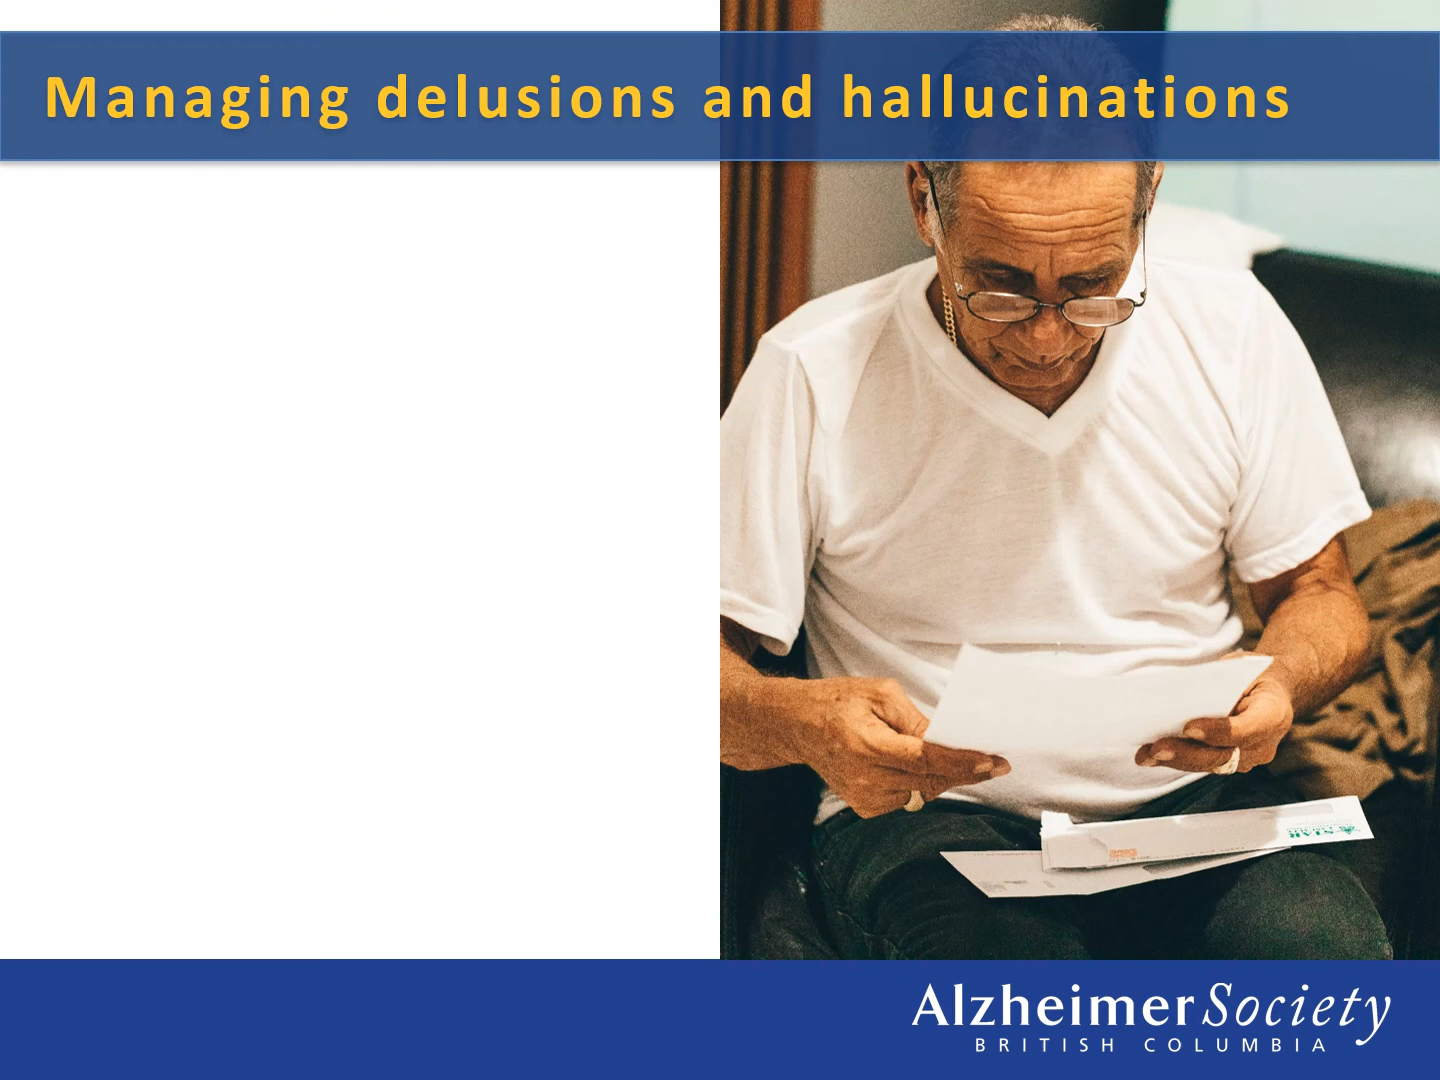 Managing delusions and hallucinations
Alzheimer Society
BRITISH COLUMBIA